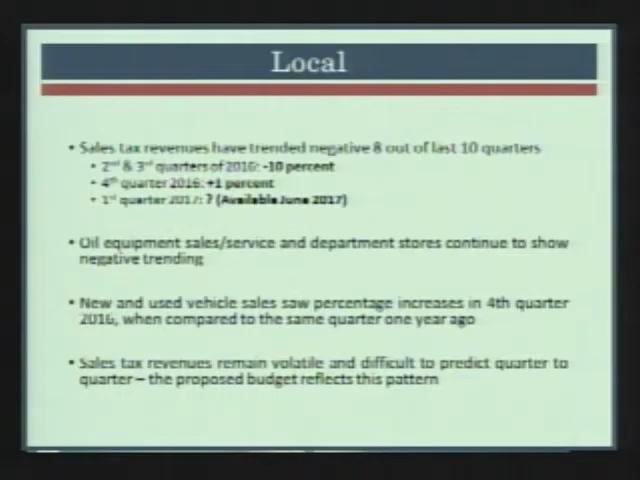 Local
• Sales tax revenues have trended negative 8 out of last 10 quarters
• 2nd & 3rd quarters of 2016: -10 percent
• 4th quarter 2016: +1 percent
• 1st quarter 2017: ? (Available June 2017)
• Oil equipment sales/service and department stores continue to show
negative trending
• New and used vehicle sales saw percentage increases in 4th quarter
2016, when compared to the same quarter one year ago
• Sales tax revenues remain volatile and difficult to predict quarter to
quarter – the proposed budget reflects this pattern